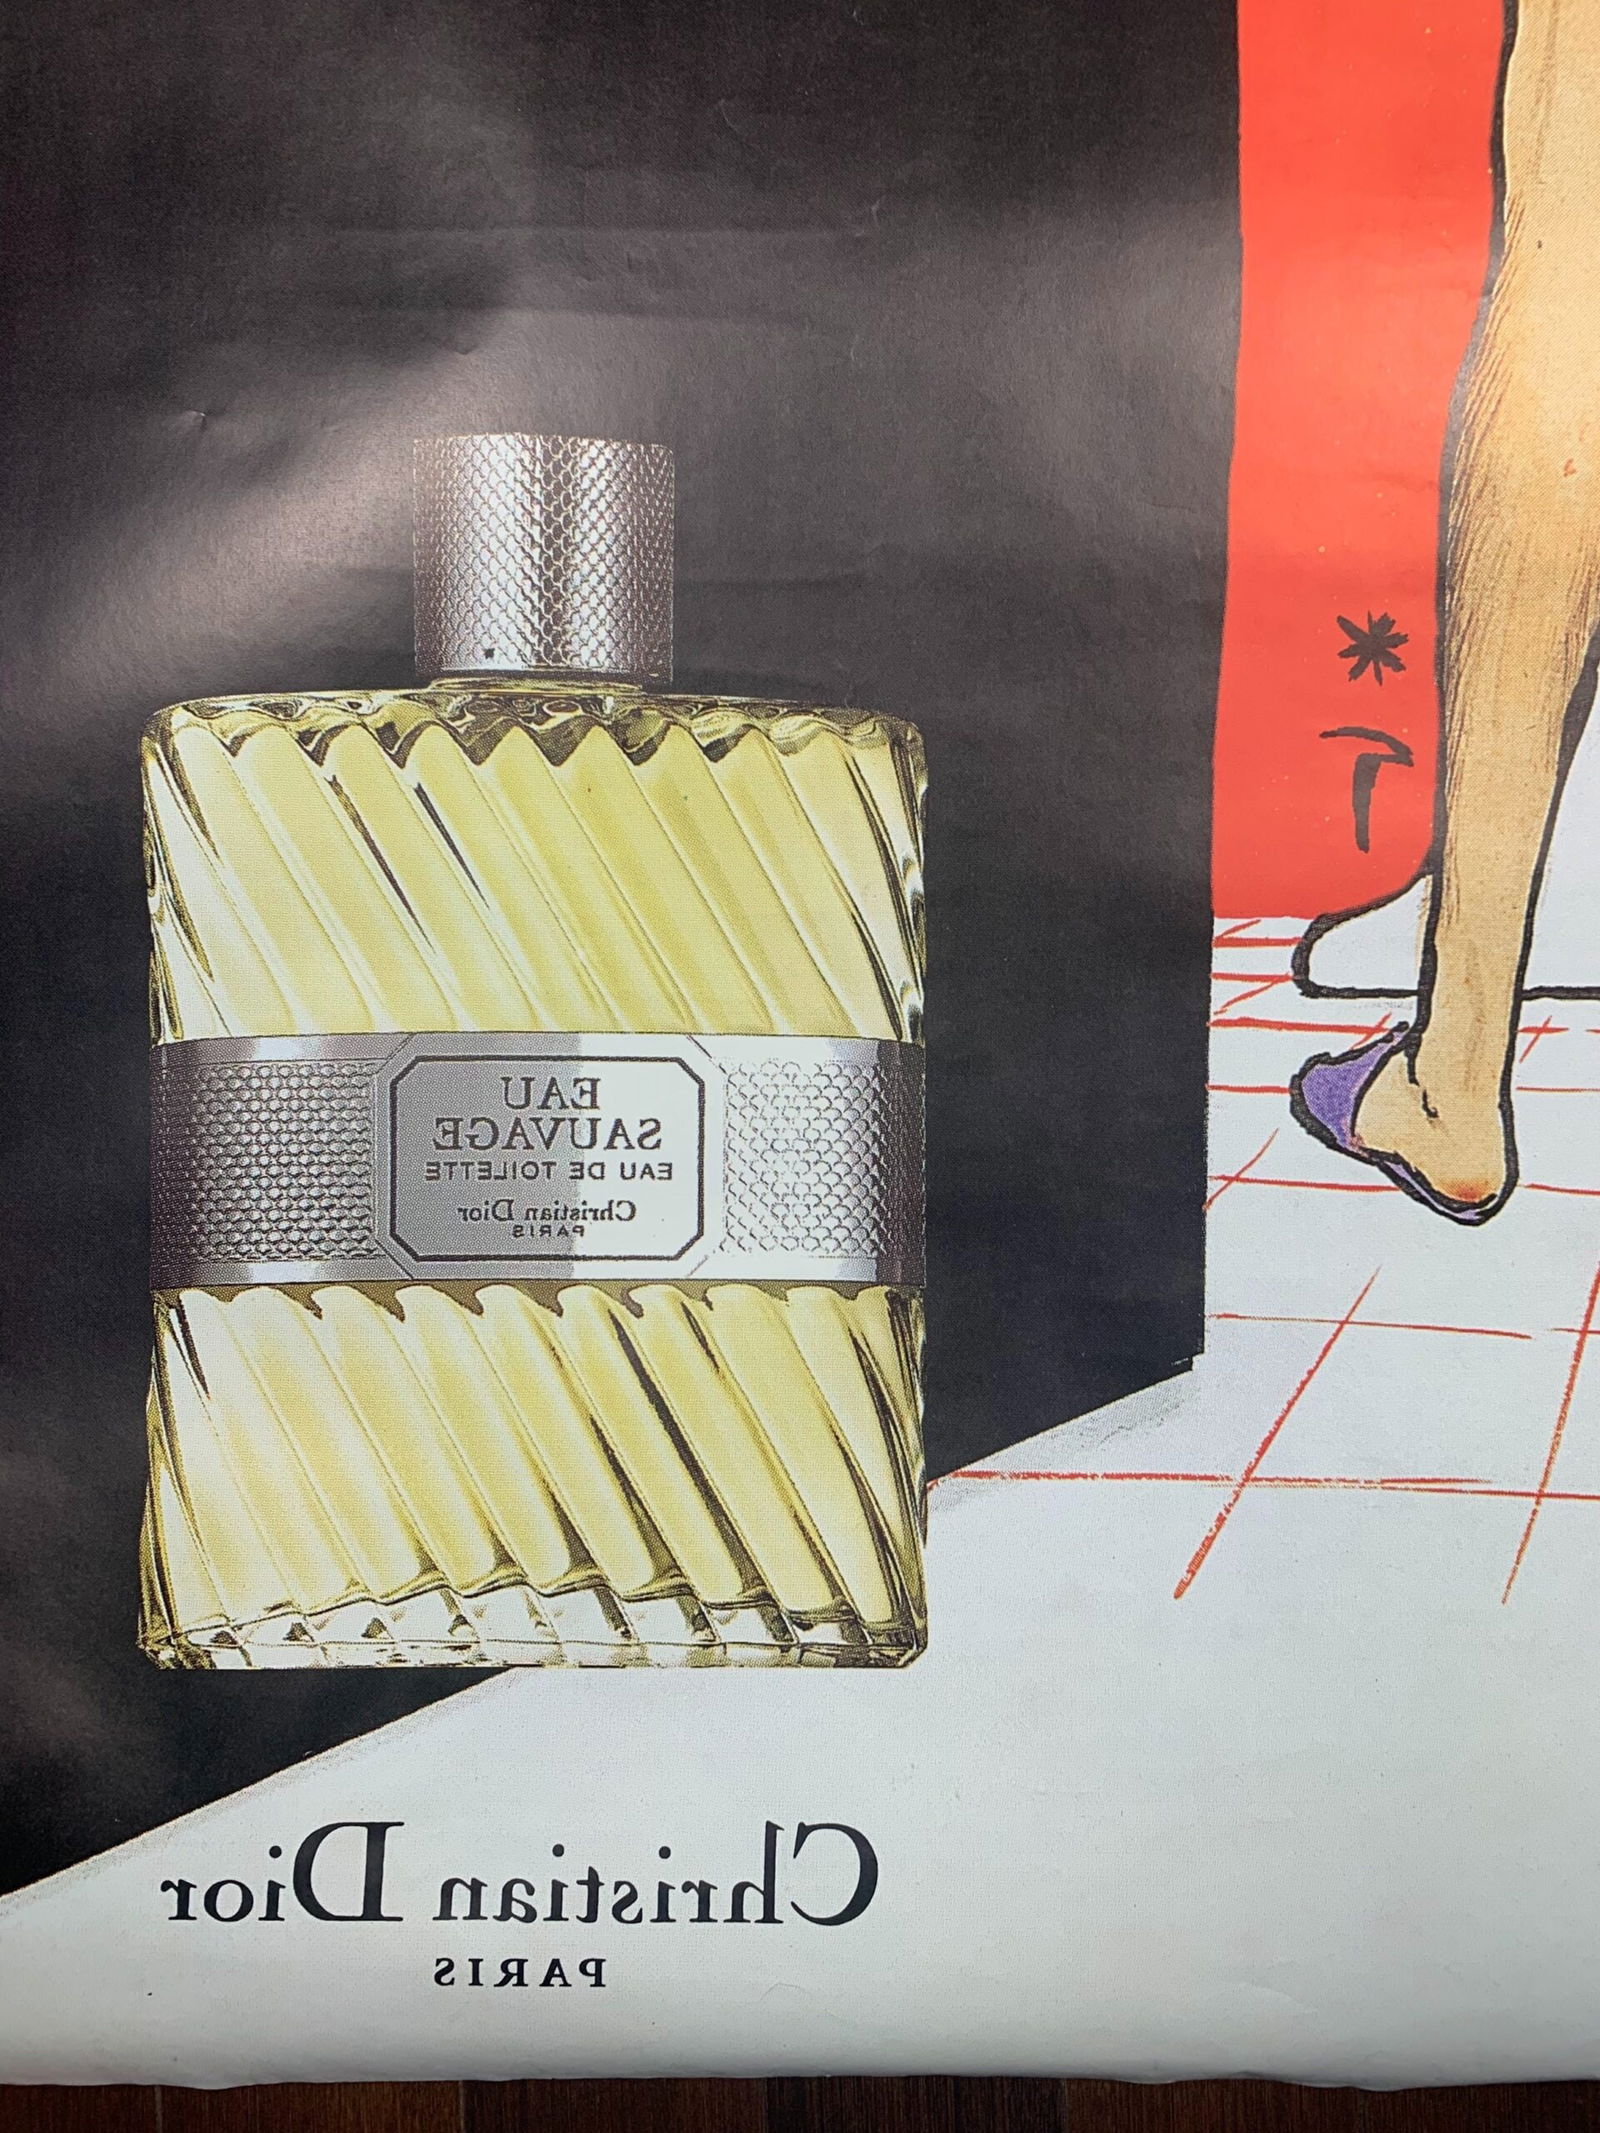 EAU
SAUVAGE
EAU DE TOILETTE
Christian Dior
PARIS
Christian Dior
PARIS